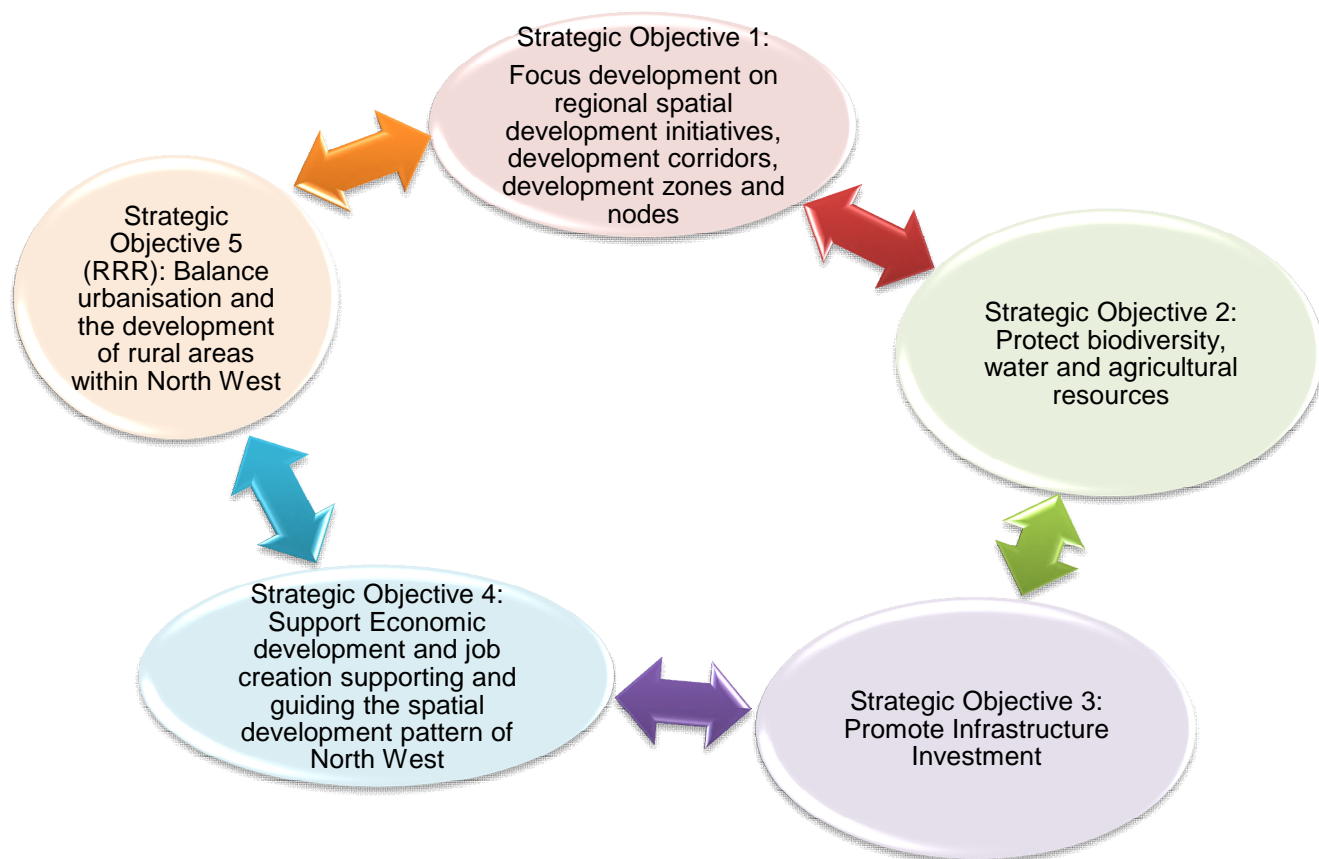 Strategic Objective 1:
Focus development on
regional spatial
development initiatives,
development corridors,
development zones and
nodes
Strategic Objective 2:
Protect biodiversity,
water and agricultural
resources
Strategic Objective 3:
Promote Infrastructure
Investment
Strategic Objective 4:
Support Economic
development and job
creation supporting and
guiding the spatial
development pattern of
North West
Strategic
Objective 5
(RRR): Balance
urbanisation and
the development
of rural areas
within North West